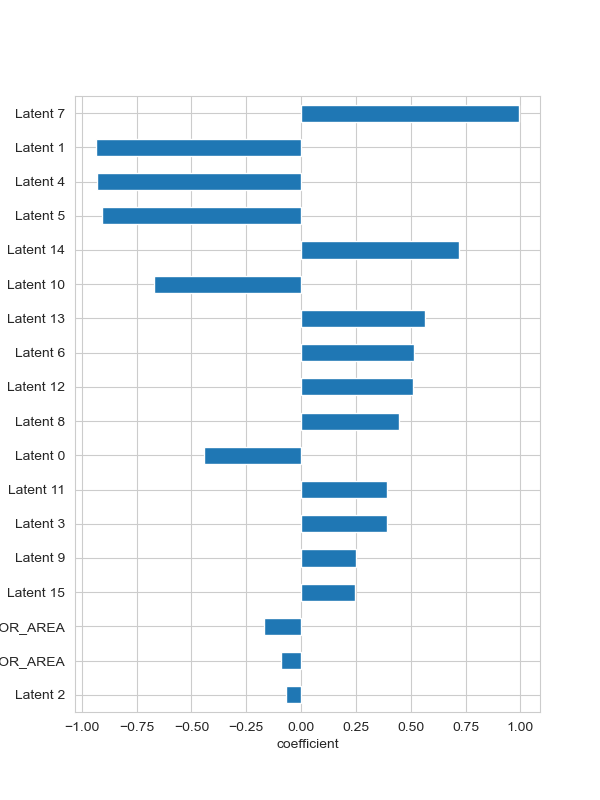 Latent 7
Latent 1
Latent 4
Latent 5
Latent 14
Latent 10
Latent 13
Latent 6
Latent 12
Latent 8
Latent 0
Latent 11
Latent 3
Latent 9
Latent 15
OR_AREA
OR_AREA
Latent 2
−1.00 −0.75 −0.50 −0.25 0.00 0.25 0.50 0.75 1.00
coefficient